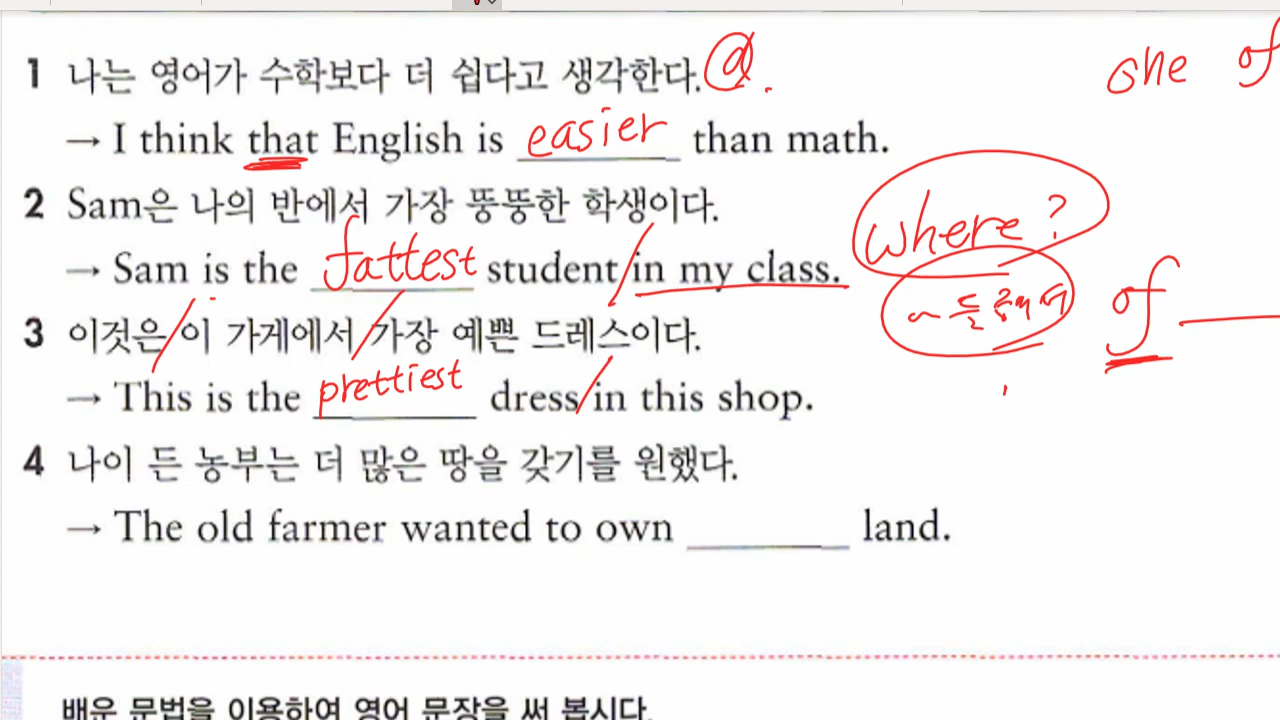 1 나는 영어가 수학보다 더 쉽다고 생각한다. @.
one of
→ I think that English is easier than math.
2 Sam은 나의 반에서 가장 뚱뚱한 학생이다.
where?
→ Sam is the fattest student / in my class.
~들 중에서 of
3 이것은 / 이 가게에서 / 가장 예쁜 드레스이다.
→ This is the prettiest dress / in this shop.
4 나이 든 농부는 더 많은 땅을 갖기를 원했다.
→ The old farmer wanted to own ______ land.
배운 문법을 이용하여 영어 문장을 써 봅시다.